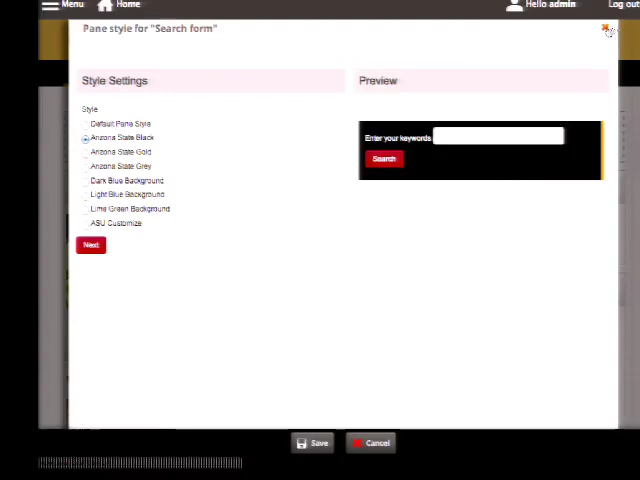 Menu Home Hello admin Log out
Pane style for "Search form"
Style Settings
Preview
Style
Default Pane Style
Arizona State Black
Arizona State Gold
Arizona State Grey
Dark Blue Background
Light Blue Background
Lime Green Background
ASU Customize
Next
Enter your keywords
Search
Save Cancel